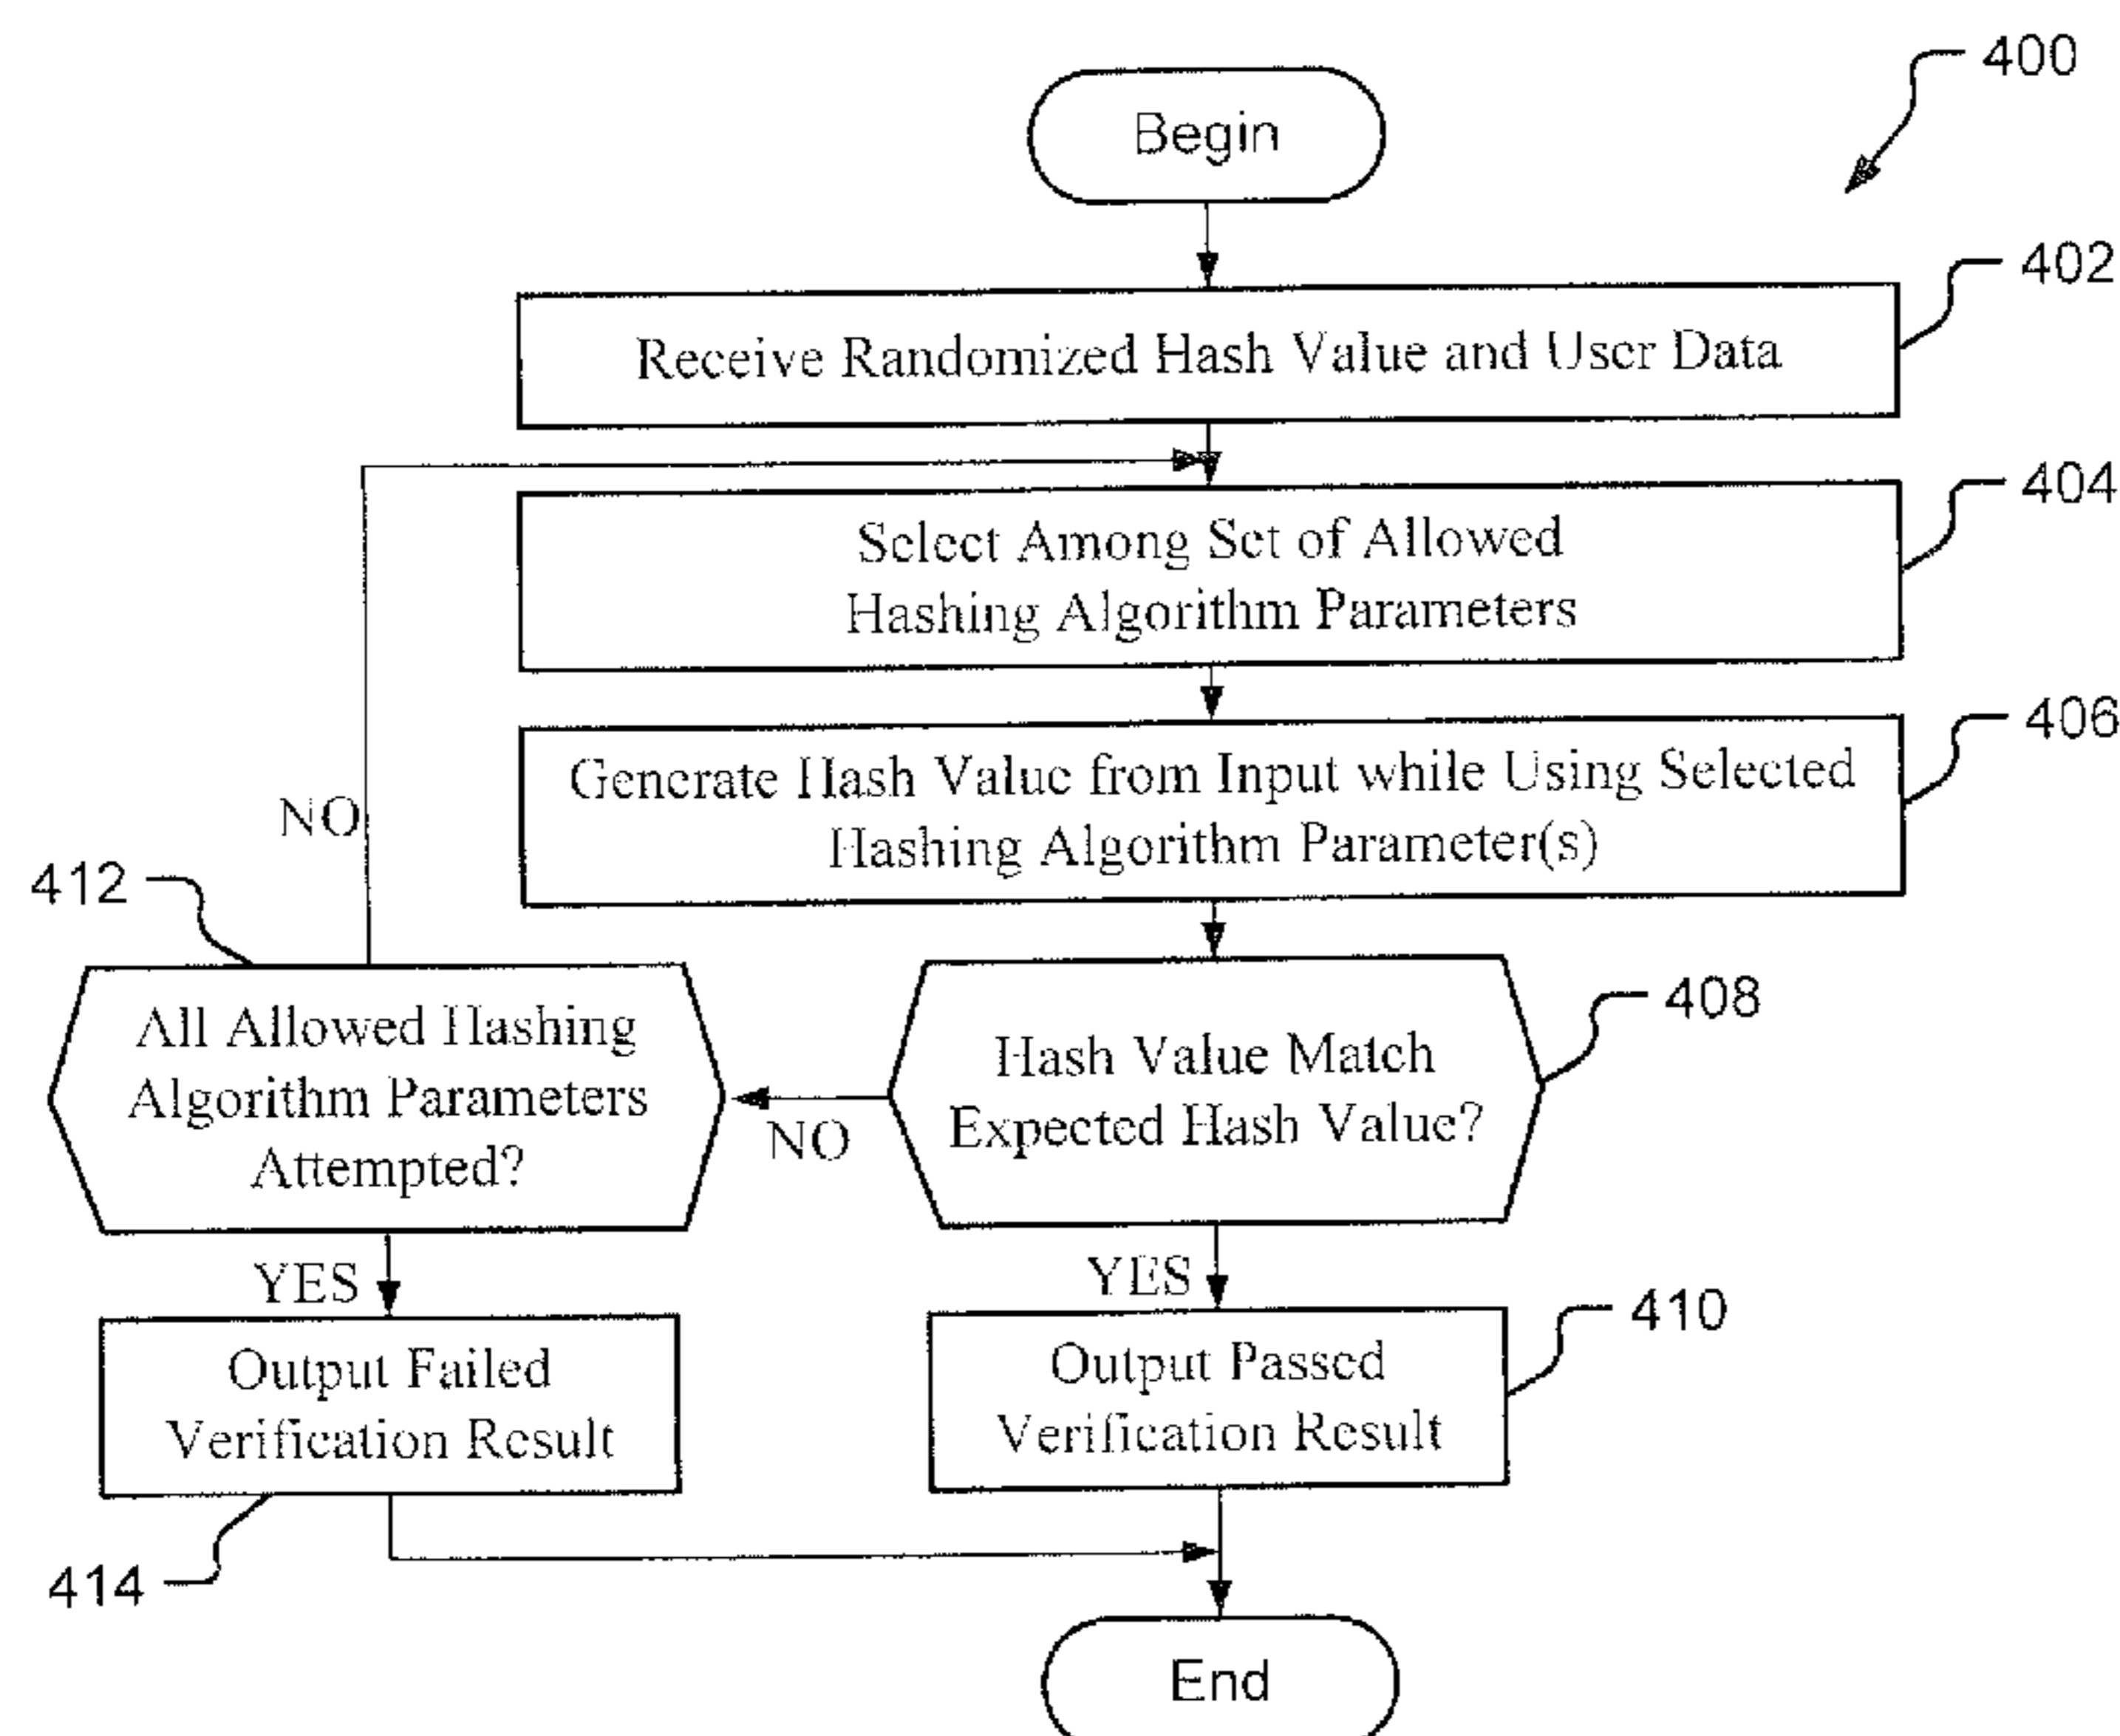 400
Begin
402
Receive Randomized Hash Value and User Data
404
Select Among Set of Allowed
Hashing Algorithm Parameters
406
Generate Hash Value from Input while Using Selected
Hashing Algorithm Parameter(s)
NO
412
All Allowed Hashing
Algorithm Parameters
Attempted?
408
Hash Value Match
Expected Hash Value?
NO
YES
YES
410
Output Failed
Verification Result
Output Passed
Verification Result
414
End